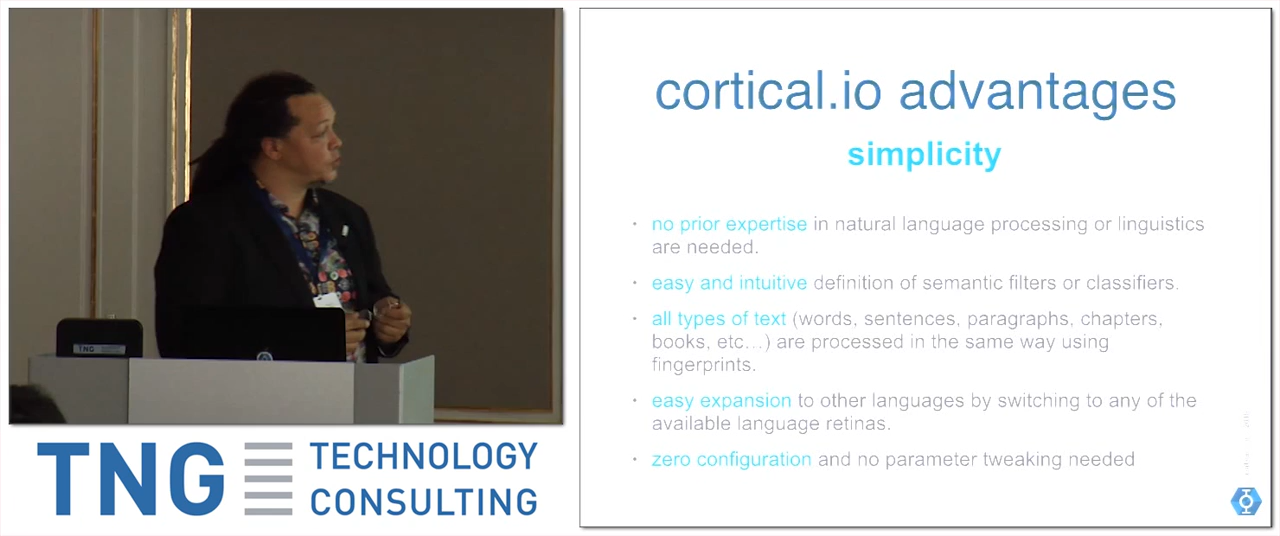 TNG
TNG
TECHNOLOGY
CONSULTING
cortical.io advantages
simplicity
· no prior expertise in natural language processing or linguistics
are needed.
· easy and intuitive definition of semantic filters or classifiers.
· all types of text (words, sentences, paragraphs, chapters,
books, etc...) are processed in the same way using
fingerprints.
· easy expansion to other languages by switching to any of the
available language retinas.
· zero configuration and no parameter tweaking needed